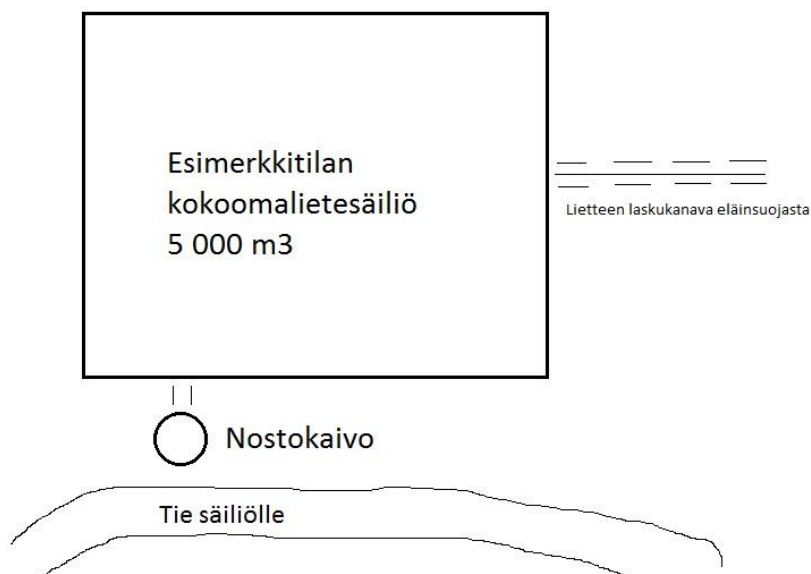 Esimerkkitilan
kokoomalietesäiliö
5 000 m3
Lietteen laskukanava eläinsuojasta
Nostokaivo
Tie säiliölle